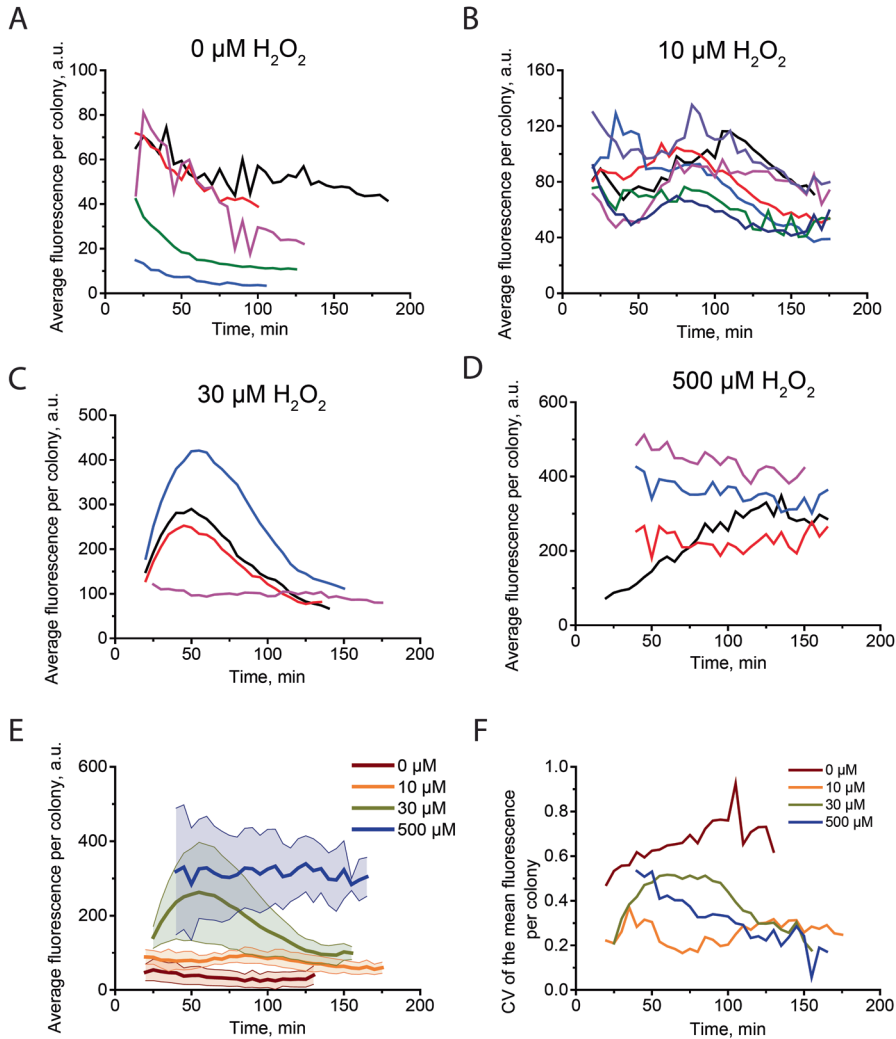 A
0 µM H2O2
Average fluorescence per colony, a.u.
100
80
60
40
20
0
0
50
100
150
200
Time, min
B
10 µM H2O2
Average fluorescence per colony, a.u.
160
120
80
40
0
0
50
100
150
200
Time, min
C
30 µM H2O2
Average fluorescence per colony, a.u.
500
400
300
200
100
0
0
50
100
150
200
Time, min
D
500 µM H2O2
Average fluorescence per colony, a.u.
600
400
200
0
0
50
100
150
200
Time, min
E
Average fluorescence per colony, a.u.
600
400
200
0
0
50
100
150
200
Time, min
0 µM
10 µM
30 µM
500 µM
F
CV of the mean fluorescence
per colony
1.0
0.8
0.6
0.4
0.2
0.0
0
50
100
150
200
Time, min
0 µM
10 µM
30 µM
500 µM